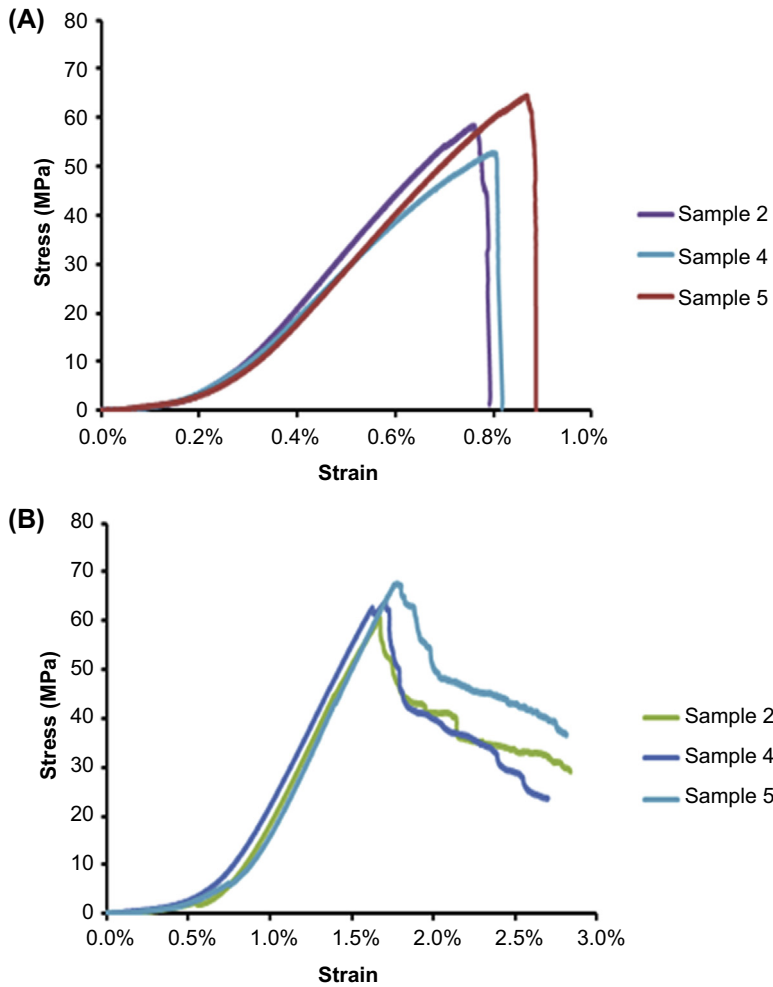 (A)
80
70
60
50
40
30
20
10
0
Stress (MPa)
0.0% 0.2% 0.4% 0.6% 0.8% 1.0%
Strain
Sample 2
Sample 4
Sample 5
(B)
80
70
60
50
40
30
20
10
0
Stress (MPa)
0.0% 0.5% 1.0% 1.5% 2.0% 2.5% 3.0%
Strain
Sample 2
Sample 4
Sample 5